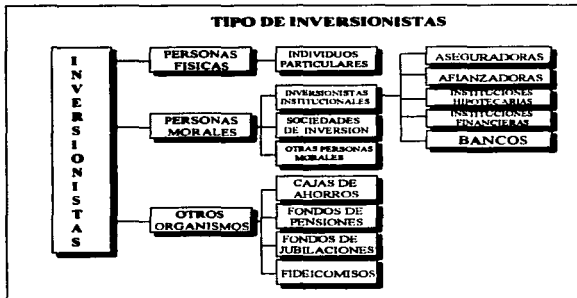 TIPO DE INVERSIONISTAS
INVERSIONISTAS
PERSONAS
FISICAS
INDIVIDUOS
PARTICULARES
PERSONAS
MORALES
INVERSIONISTAS
INSTITUCIONALES
SOCIEDADES
DE INVERSION
OTRAS PERSONAS
MORALES
ASEGURADORAS
AFIANZADORAS
INSTITUCIONES
HIPOTECARIAS
INSTITUCIONES
FINANCIERAS
BANCOS
OTROS
ORGANISMOS
CAJAS DE
AHORROS
FONDOS DE
PENSIONES
FONDOS DE
JUBILACIONES
FIDEICOMISOS